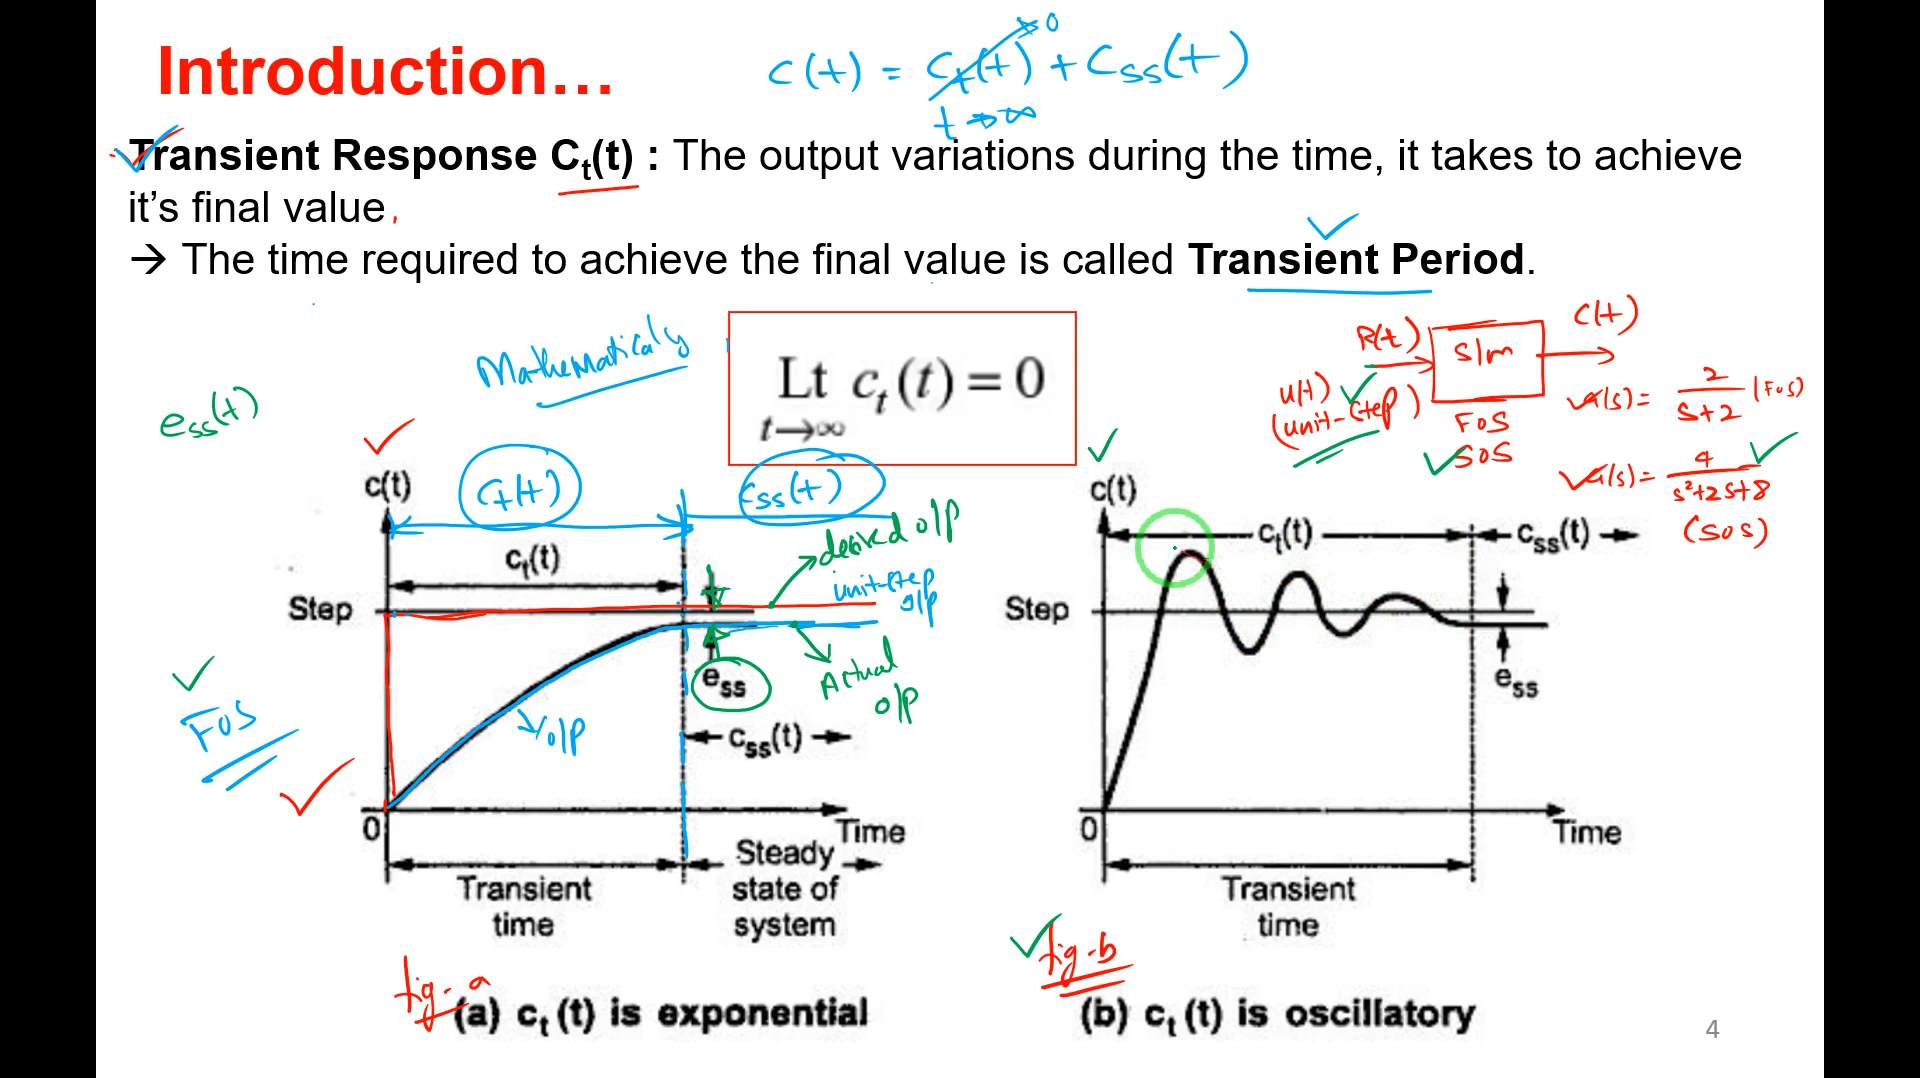 Introduction...
c(t) = Ct(t) + Css(t)
→0
t→∞
Transient Response Ct(t) : The output variations during the time, it takes to achieve
it’s final value.
→ The time required to achieve the final value is called Transient Period.
Mathematically
Lt ct(t) = 0
t→∞
R(t)
S/m
C(t)
u(t)
(unit-step)
FOS
SOS
G(s) = 2/(s+2) (FOS)
G(s) = 4/(s²+2s+8)
(SOS)
ess(t)
c(t)
Ct(t)
Css(t)
ct(t)
Step
desired o/p
unit-step
Actual
o/p
ess
FOS
o/p
css(t)
0
Time
Transient
time
Steady
state of
system
fig-a
(a) ct (t) is exponential
c(t)
ct(t)
css(t)
Step
ess
0
Time
Transient
time
fig-b
(b) ct (t) is oscillatory
4